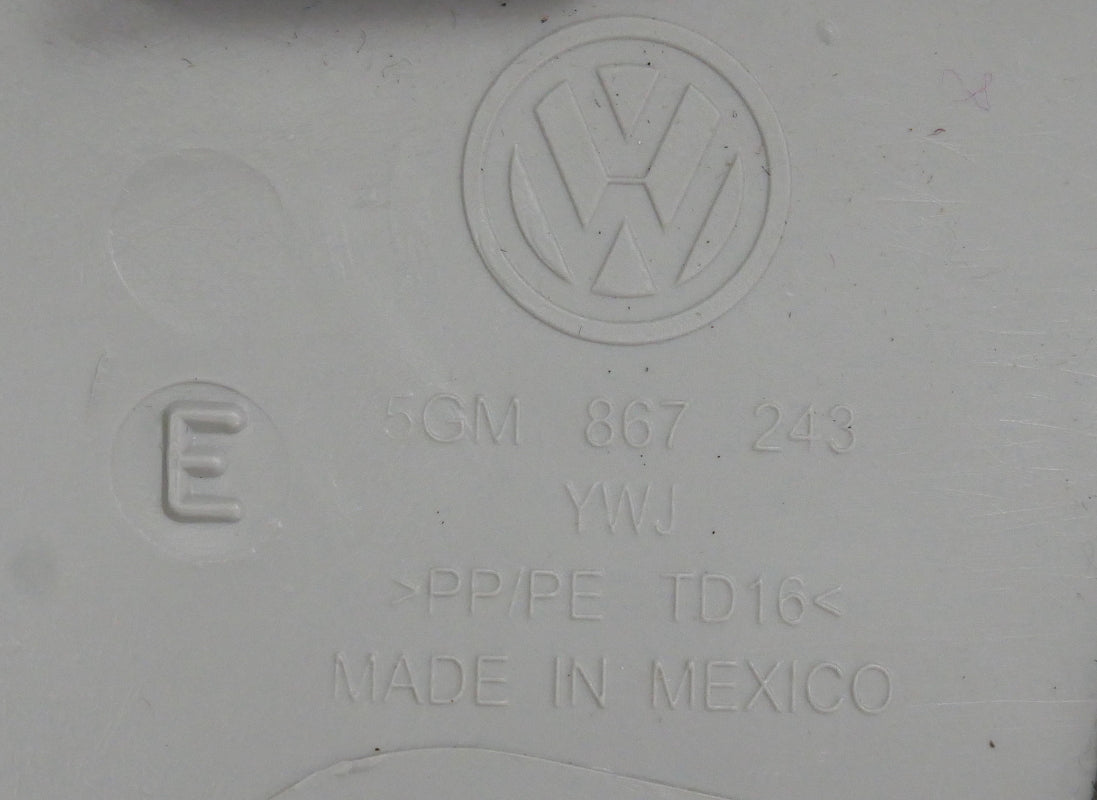 E
5GM 867 243
YWJ
>PP/PE TD16<
MADE IN MEXICO